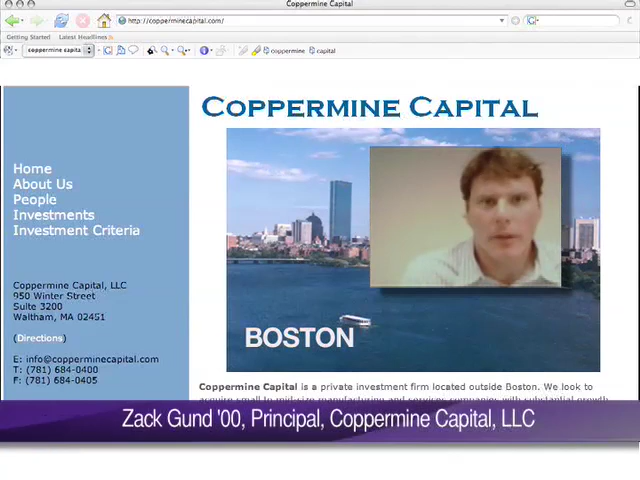 Coppermine Capital
http://copperminecapital.com/
Getting Started Latest Headlines
coppermine capita
coppermine capital
COPPERMINE CAPITAL
Home
About Us
People
Investments
Investment Criteria
Coppermine Capital, LLC
950 Winter Street
Suite 3200
Waltham, MA 02451
(Directions)
E: info@copperminecapital.com
T: (781) 684-0400
F: (781) 684-0405
BOSTON
Coppermine Capital is a private investment firm located outside Boston. We look to
Zack Gund '00, Principal, Coppermine Capital, LLC